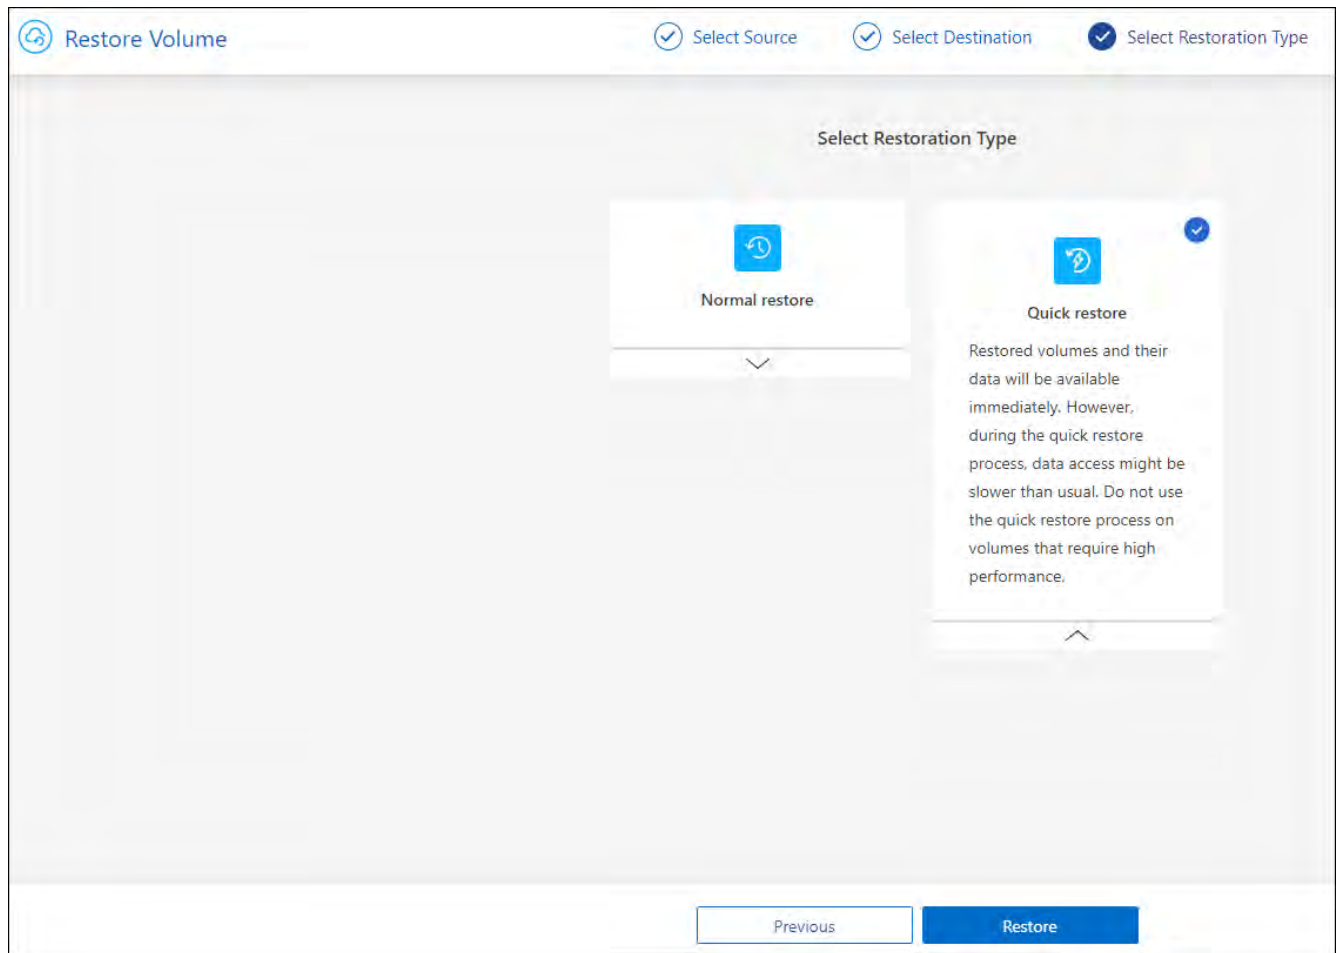 Restore Volume
Select Source
Select Destination
Select Restoration Type
Select Restoration Type
Normal restore
Quick restore
Restored volumes and their
data will be available
immediately. However,
during the quick restore
process, data access might be
slower than usual. Do not use
the quick restore process on
volumes that require high
performance.
Previous
Restore